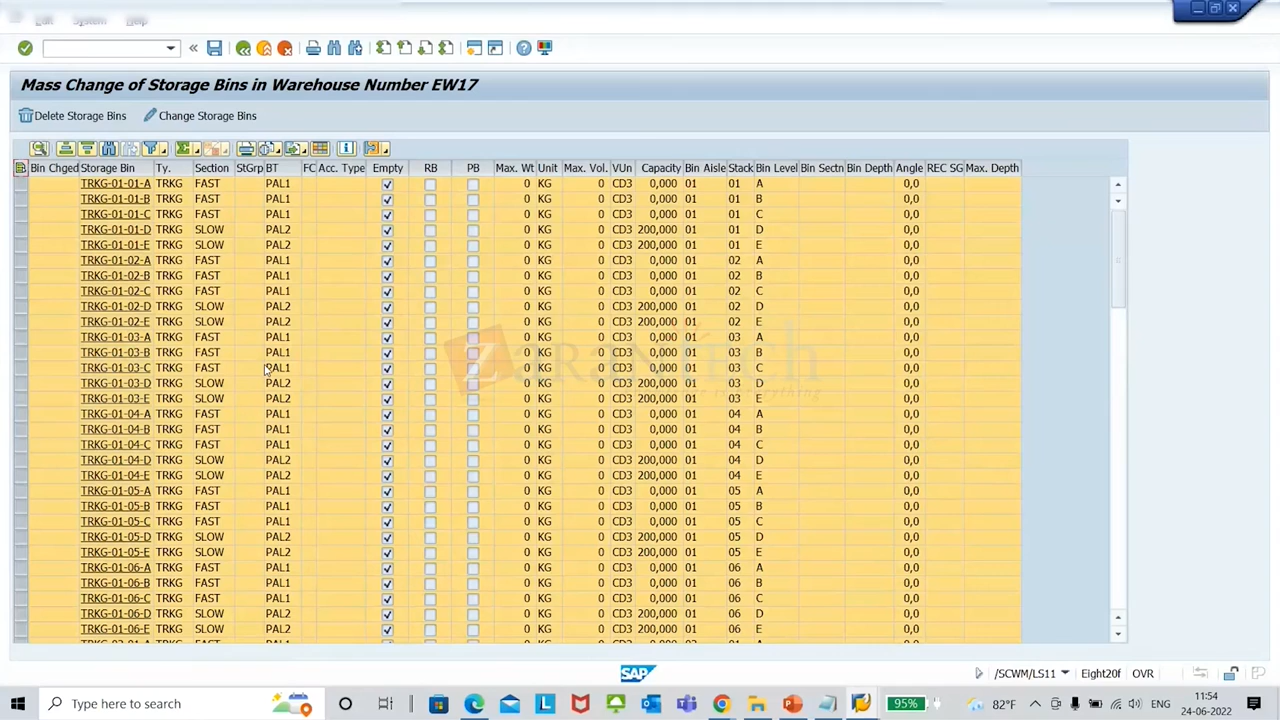 Edit System Help
«
Mass Change of Storage Bins in Warehouse Number EW17
Delete Storage Bins Change Storage Bins
Bin Chged Storage Bin Ty. Section StGrp BT FC Acc. Type Empty RB PB Max. Wt Unit Max. Vol. VUn Capacity Bin Aisle Stack Bin Level Bin Sectn Bin Depth Angle REC SG Max. Depth
TRKG-01-01-A TRKG FAST PAL1 0 KG 0 CD3 0,000 01 01 A 0,0
TRKG-01-01-B TRKG FAST PAL1 0 KG 0 CD3 0,000 01 01 B 0,0
TRKG-01-01-C TRKG FAST PAL1 0 KG 0 CD3 0,000 01 01 C 0,0
TRKG-01-01-D TRKG SLOW PAL2 0 KG 0 CD3 200,000 01 01 D 0,0
TRKG-01-01-E TRKG SLOW PAL2 0 KG 0 CD3 200,000 01 01 E 0,0
TRKG-01-02-A TRKG FAST PAL1 0 KG 0 CD3 0,000 01 02 A 0,0
TRKG-01-02-B TRKG FAST PAL1 0 KG 0 CD3 0,000 01 02 B 0,0
TRKG-01-02-C TRKG FAST PAL1 0 KG 0 CD3 0,000 01 02 C 0,0
TRKG-01-02-D TRKG SLOW PAL2 0 KG 0 CD3 200,000 01 02 D 0,0
TRKG-01-02-E TRKG SLOW PAL2 0 KG 0 CD3 200,000 01 02 E 0,0
TRKG-01-03-A TRKG FAST PAL1 0 KG 0 CD3 0,000 01 03 A 0,0
TRKG-01-03-B TRKG FAST PAL1 0 KG 0 CD3 0,000 01 03 B 0,0
TRKG-01-03-C TRKG FAST PAL1 0 KG 0 CD3 0,000 01 03 C 0,0
TRKG-01-03-D TRKG SLOW PAL2 0 KG 0 CD3 200,000 01 03 D 0,0
TRKG-01-03-E TRKG SLOW PAL2 0 KG 0 CD3 200,000 01 03 E 0,0
TRKG-01-04-A TRKG FAST PAL1 0 KG 0 CD3 0,000 01 04 A 0,0
TRKG-01-04-B TRKG FAST PAL1 0 KG 0 CD3 0,000 01 04 B 0,0
TRKG-01-04-C TRKG FAST PAL1 0 KG 0 CD3 0,000 01 04 C 0,0
TRKG-01-04-D TRKG SLOW PAL2 0 KG 0 CD3 200,000 01 04 D 0,0
TRKG-01-04-E TRKG SLOW PAL2 0 KG 0 CD3 200,000 01 04 E 0,0
TRKG-01-05-A TRKG FAST PAL1 0 KG 0 CD3 0,000 01 05 A 0,0
TRKG-01-05-B TRKG FAST PAL1 0 KG 0 CD3 0,000 01 05 B 0,0
TRKG-01-05-C TRKG FAST PAL1 0 KG 0 CD3 0,000 01 05 C 0,0
TRKG-01-05-D TRKG SLOW PAL2 0 KG 0 CD3 200,000 01 05 D 0,0
TRKG-01-05-E TRKG SLOW PAL2 0 KG 0 CD3 200,000 01 05 E 0,0
TRKG-01-06-A TRKG FAST PAL1 0 KG 0 CD3 0,000 01 06 A 0,0
TRKG-01-06-B TRKG FAST PAL1 0 KG 0 CD3 0,000 01 06 B 0,0
TRKG-01-06-C TRKG FAST PAL1 0 KG 0 CD3 0,000 01 06 C 0,0
TRKG-01-06-D TRKG SLOW PAL2 0 KG 0 CD3 200,000 01 06 D 0,0
TRKG-01-06-E TRKG SLOW PAL2 0 KG 0 CD3 200,000 01 06 E 0,0
ZaranTech
SAP /SCWM/LS11 Eight20f OVR
Type here to search 95% 82°F 11:54
24-06-2022